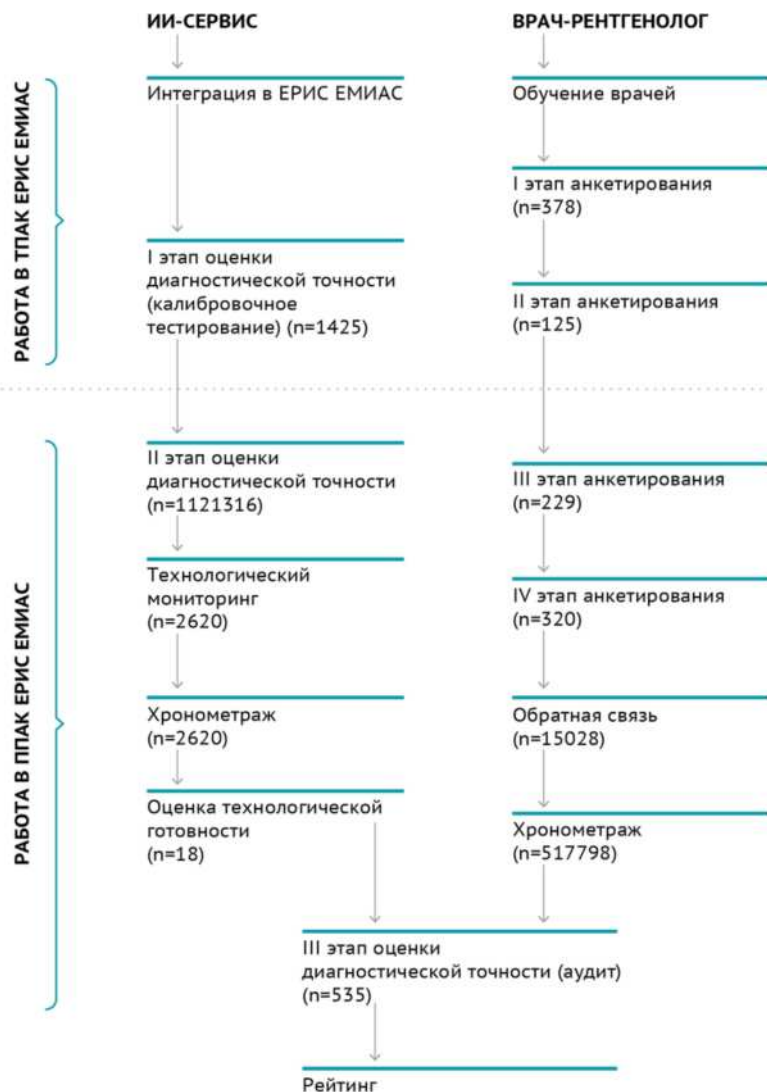 ИИ-СЕРВИС
ВРАЧ-РЕНТГЕНОЛОГ
РАБОТА В ТПАК ЕРИС ЕМИАС
Интеграция в ЕРИС ЕМИАС
Обучение врачей
I этап анкетирования
(n=378)
I этап оценки
диагностической точности
(калибровочное
тестирование) (n=1425)
II этап анкетирования
(n=125)
РАБОТА В ППАК ЕРИС ЕМИАС
II этап оценки
диагностической точности
(n=1121316)
III этап анкетирования
(n=229)
Технологический
мониторинг
(n=2620)
IV этап анкетирования
(n=320)
Хронометраж
(n=2620)
Обратная связь
(n=15028)
Оценка технологической
готовности
(n=18)
Хронометраж
(n=517798)
III этап оценки
диагностической точности (аудит)
(n=535)
Рейтинг